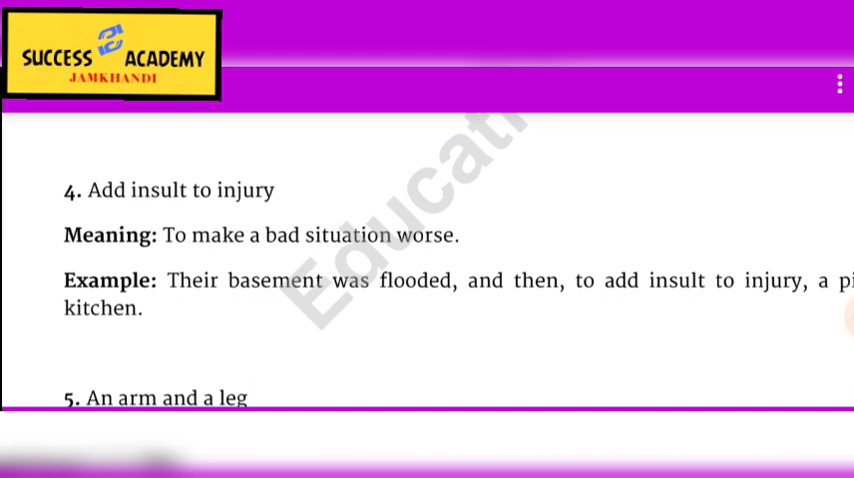 SUCCESS ACADEMY
JAMKHANDI
Educati
4. Add insult to injury
Meaning: To make a bad situation worse.
Example: Their basement was flooded, and then, to add insult to injury, a
kitchen.
5. An arm and a leg